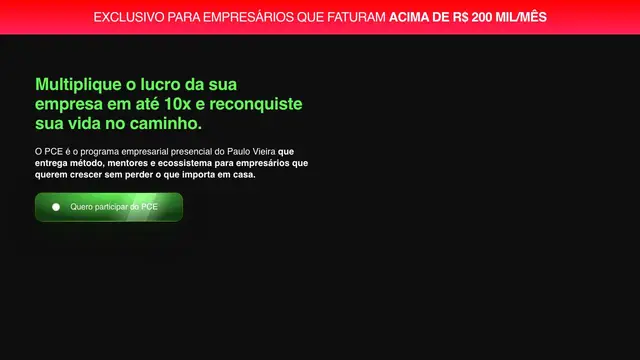 EXCLUSIVO PARA EMPRESÁRIOS QUE FATURAM ACIMA DE R$ 200 MIL/MÊS
Multiplique o lucro da sua
empresa em até 10x e reconquiste
sua vida no caminho.
O PCE é o programa empresarial presencial do Paulo Vieira que
entrega método, mentores e ecossistema para empresários que
querem crescer sem perder o que importa em casa.
Quero participar do PCE